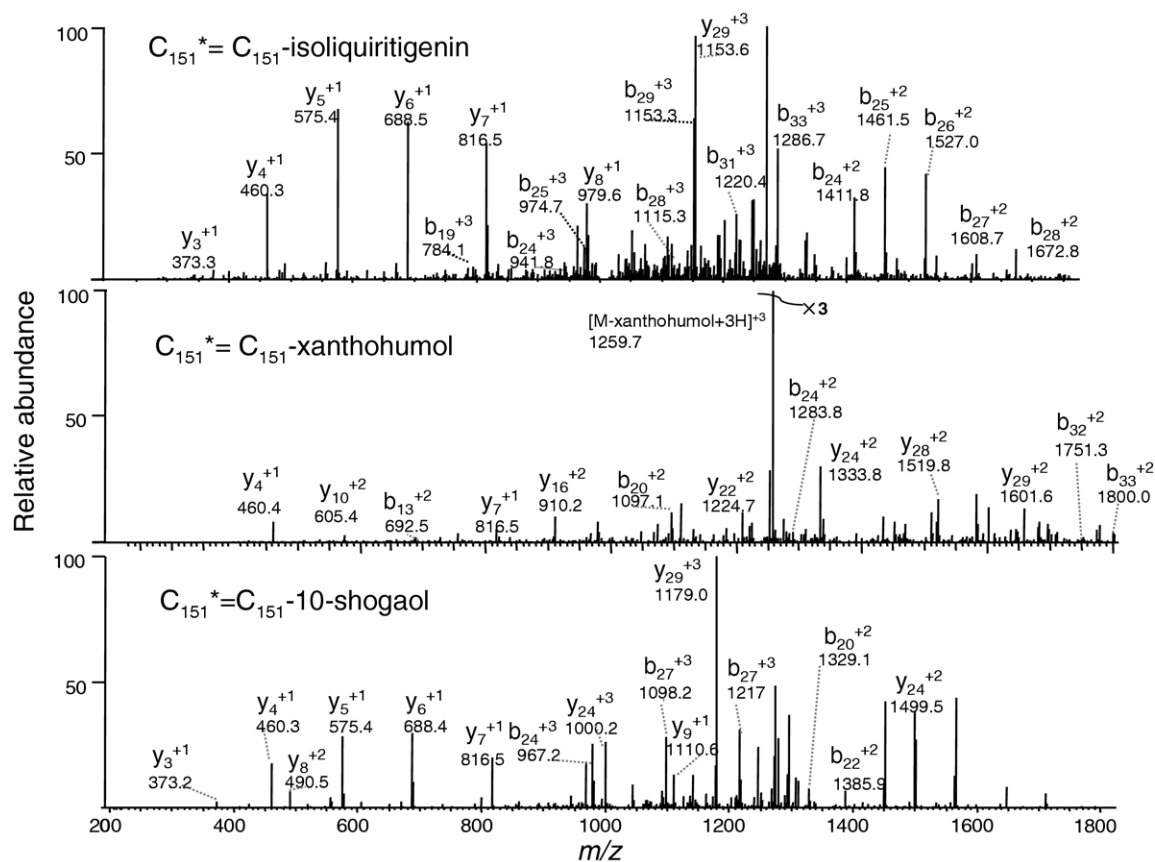 100
50
C₁₅₁*= C₁₅₁-isoliquiritigenin
y₃⁺¹
373.3
y₄⁺¹
460.3
y₅⁺¹
575.4
y₆⁺¹
688.5
y₇⁺¹
816.5
b₁₉⁺³
784.1
b₂₄⁺³
941.8
b₂₅⁺³
974.7
y₈⁺¹
979.6
b₂₈⁺³
1115.3
b₂₉⁺³
1153.3
y₂₉⁺³
1153.6
b₃₁⁺³
1220.4
b₃₃⁺³
1286.7
b₂₄⁺²
1411.8
b₂₅⁺²
1461.5
b₂₆⁺²
1527.0
b₂₇⁺²
1608.7
b₂₈⁺²
1672.8
Relative abundance
100
50
C₁₅₁*= C₁₅₁-xanthohumol
y₄⁺¹
460.4
y₁₀⁺²
605.4
b₁₃⁺²
692.5
y₇⁺¹
816.5
y₁₆⁺²
910.2
b₂₀⁺²
1097.1
y₂₂⁺²
1224.7
[M-xanthohumol+3H]⁺³
1259.7
×3
b₂₄⁺²
1283.8
y₂₄⁺²
1333.8
y₂₈⁺²
1519.8
y₂₉⁺²
1601.6
b₃₂⁺²
1751.3
b₃₃⁺²
1800.0
100
50
C₁₅₁*=C₁₅₁-10-shogaol
y₃⁺¹
373.2
y₄⁺¹
460.3
y₈⁺²
490.5
y₅⁺¹
575.4
y₆⁺¹
688.4
y₇⁺¹
816.5
b₂₄⁺³
967.2
y₂₄⁺³
1000.2
b₂₇⁺³
1098.2
y₉⁺¹
1110.6
y₂₉⁺³
1179.0
b₂₇⁺³
1217
b₂₀⁺²
1329.1
b₂₂⁺²
1385.9
y₂₄⁺²
1499.5
200 400 600 800 1000 1200 1400 1600 1800
m/z